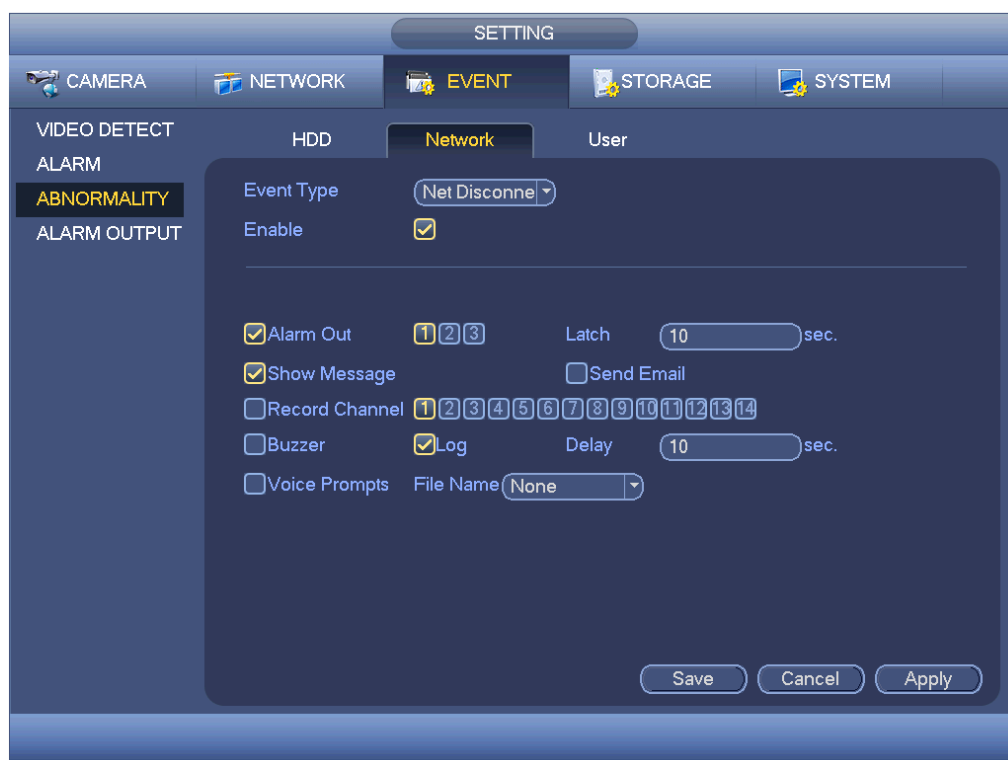 SETTING
CAMERA NETWORK EVENT STORAGE SYSTEM
VIDEO DETECT
ALARM
ABNORMALITY
ALARM OUTPUT
HDD Network User
Event Type Net Disconne
Enable
Alarm Out 1 2 3 Latch 10 sec.
Show Message Send Email
Record Channel 1 2 3 4 5 6 7 8 9 10 11 12 13 14
Buzzer Log Delay 10 sec.
Voice Prompts File Name None
Save Cancel Apply